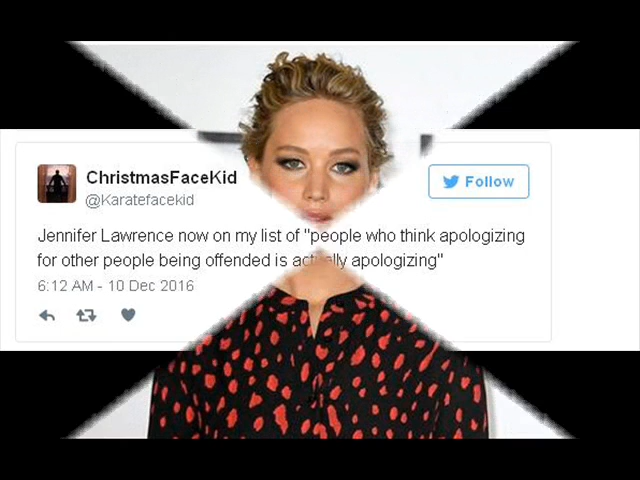 ChristmasFaceKid
Follow
@Karatefacekid
Jennifer Lawrence now on my list of "people who think apologizing
for other people being offended is actually apologizing"
6:12 AM - 10 Dec 2016